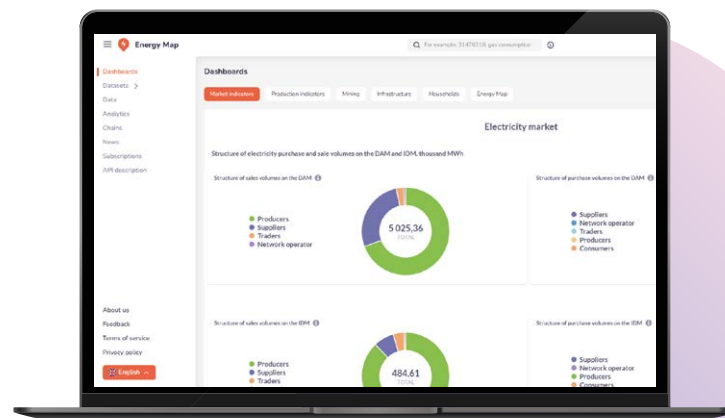 Energy Map
For example: 31476318, gas consumption
Dashboards
Datasets
Data
Analytics
Chains
News
Subscriptions
API description
About us
Feedback
Terms of service
Privacy policy
English
Dashboards
Market indicators Production indicators Mining Infrastructure Households Energy Map
Electricity market
Structure of electricity purchase and sale volumes on the DAM and IDM, thousand MWh
Structure of sales volumes on the DAM
Producers
Suppliers
Traders
Network operator
5 025,36
TOTAL
Structure of purchase volumes on the DAM
Suppliers
Network operator
Traders
Producers
Consumers
Structure of sales volumes on the IDM
Producers
Suppliers
Traders
484,61
TOTAL
Structure of purchase volumes on the IDM
Suppliers
Network operator
Producers
Consumers